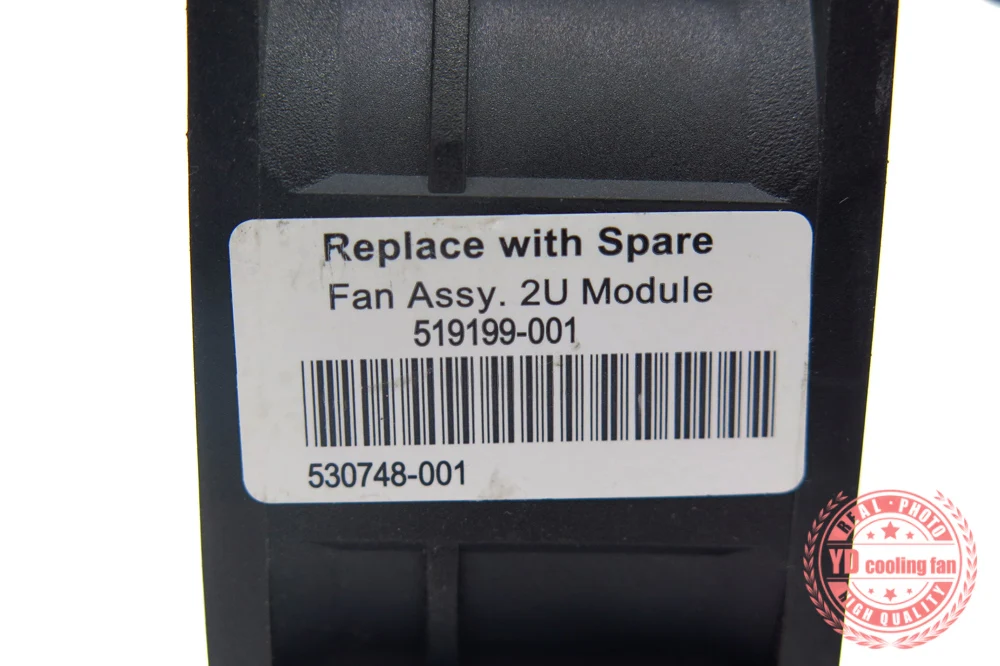 Replace with Spare
Fan Assy. 2U Module
519199-001
530748-001
REAL · PHOTO
YD cooling fan
HIGH QUALITY